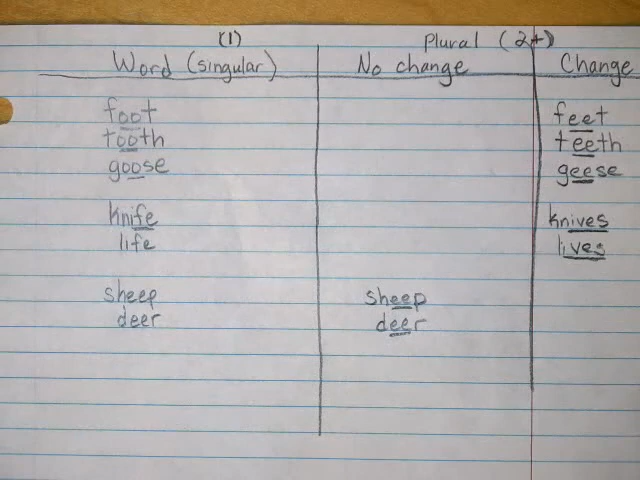 (1) Plural (2+)
Word (singular) No change Change
foot feet
tooth teeth
goose geese
knife knives
life lives
sheep sheep
deer deer